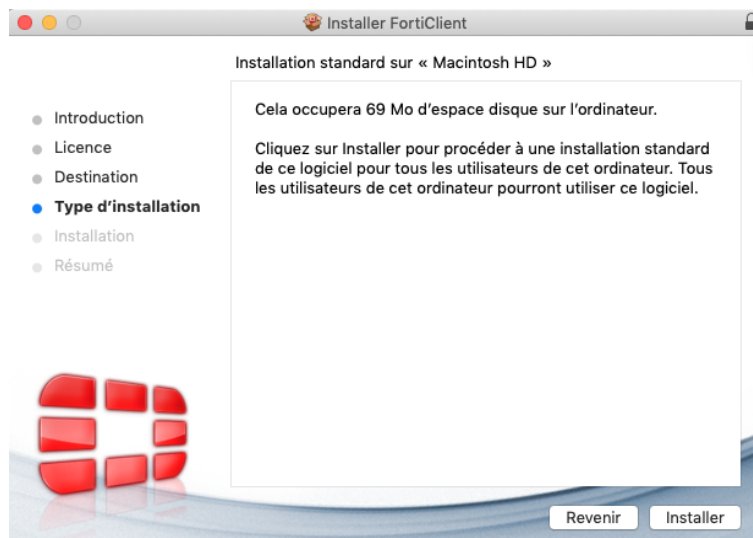 Installer FortiClient
Installation standard sur « Macintosh HD »
Introduction
Licence
Destination
Type d’installation
Installation
Résumé
Cela occupera 69 Mo d’espace disque sur l’ordinateur.
Cliquez sur Installer pour procéder à une installation standard
de ce logiciel pour tous les utilisateurs de cet ordinateur. Tous
les utilisateurs de cet ordinateur pourront utiliser ce logiciel.
Revenir
Installer